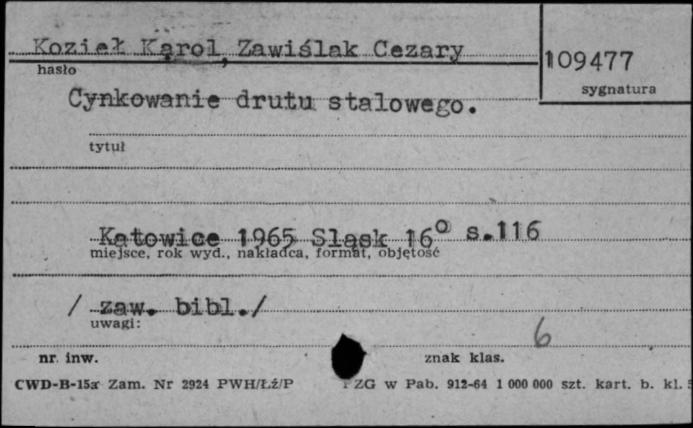 Kozieł Karol, Zawiślak Cezary
hasło
109477
sygnatura
Cynkowanie drutu stalowego.
tytuł
Katowice 1965 Śląsk 16° s.116
miejsce, rok wyd., nakładca, format, objętość
/ zaw. bibl./
uwagi:
6
nr. inw.
znak klas.
CWD-B-15a Zam. Nr 2924 PWH/Łź/P
PZG w Pab. 912-64 1 000 000 szt. kart. b. kl. 5